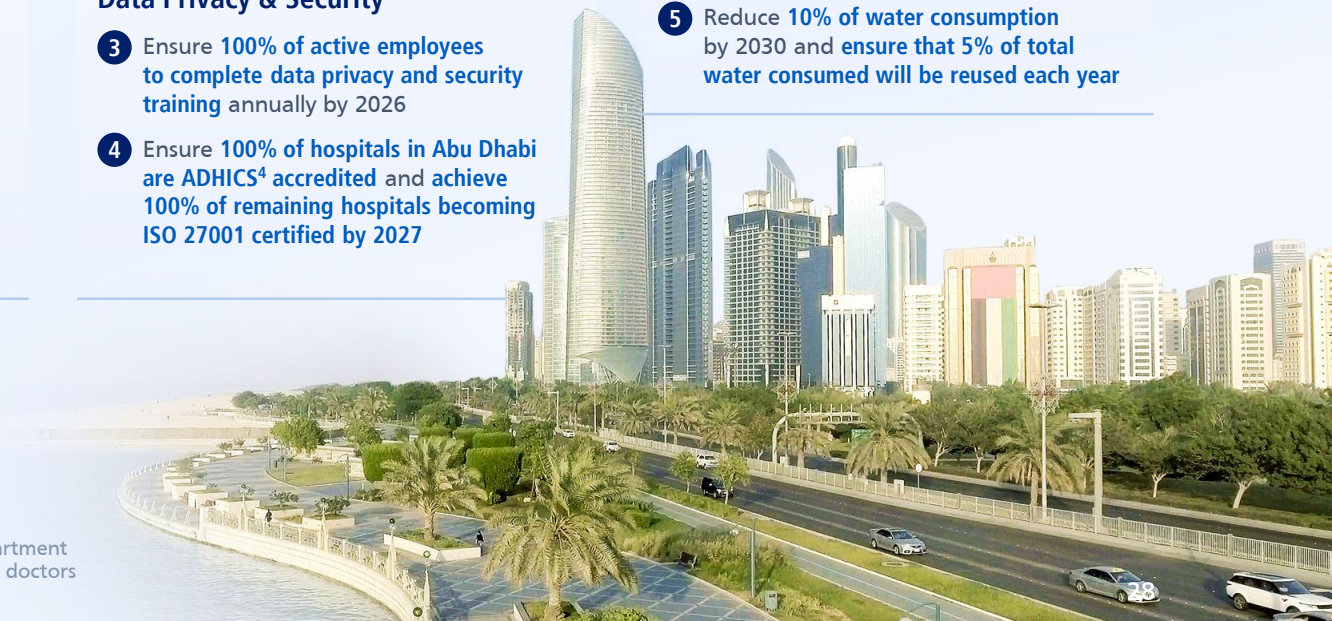 Data Privacy & Security
3 Ensure 100% of active employees
to complete data privacy and security
training annually by 2026
4 Ensure 100% of hospitals in Abu Dhabi
are ADHICS⁴ accredited and achieve
100% of remaining hospitals becoming
ISO 27001 certified by 2027
5 Reduce 10% of water consumption
by 2030 and ensure that 5% of total
water consumed will be reused each year
doctors
28